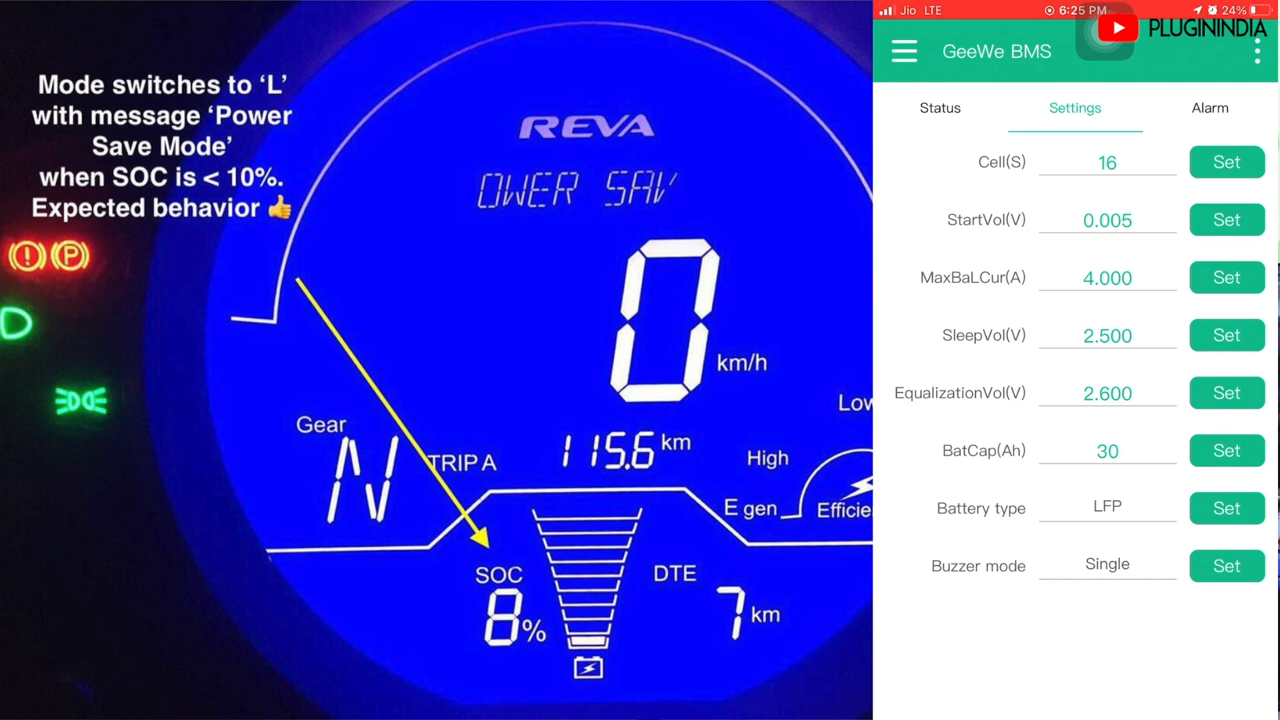 Mode switches to ‘L’
with message ‘Power
Save Mode’
when SOC is < 10%.
Expected behavior 👍
REVA
OWER SAV
0
km/h
Low
Gear
N
TRIP A
115.6 km
High
E gen
Efficie
SOC
8%
DTE
7 km
Jio LTE
6:25 PM
24%
PLUGININDIA
GeeWe BMS
Status
Settings
Alarm
Cell(S) 16 Set
StartVol(V) 0.005 Set
MaxBaLCur(A) 4.000 Set
SleepVol(V) 2.500 Set
EqualizationVol(V) 2.600 Set
BatCap(Ah) 30 Set
Battery type LFP Set
Buzzer mode Single Set